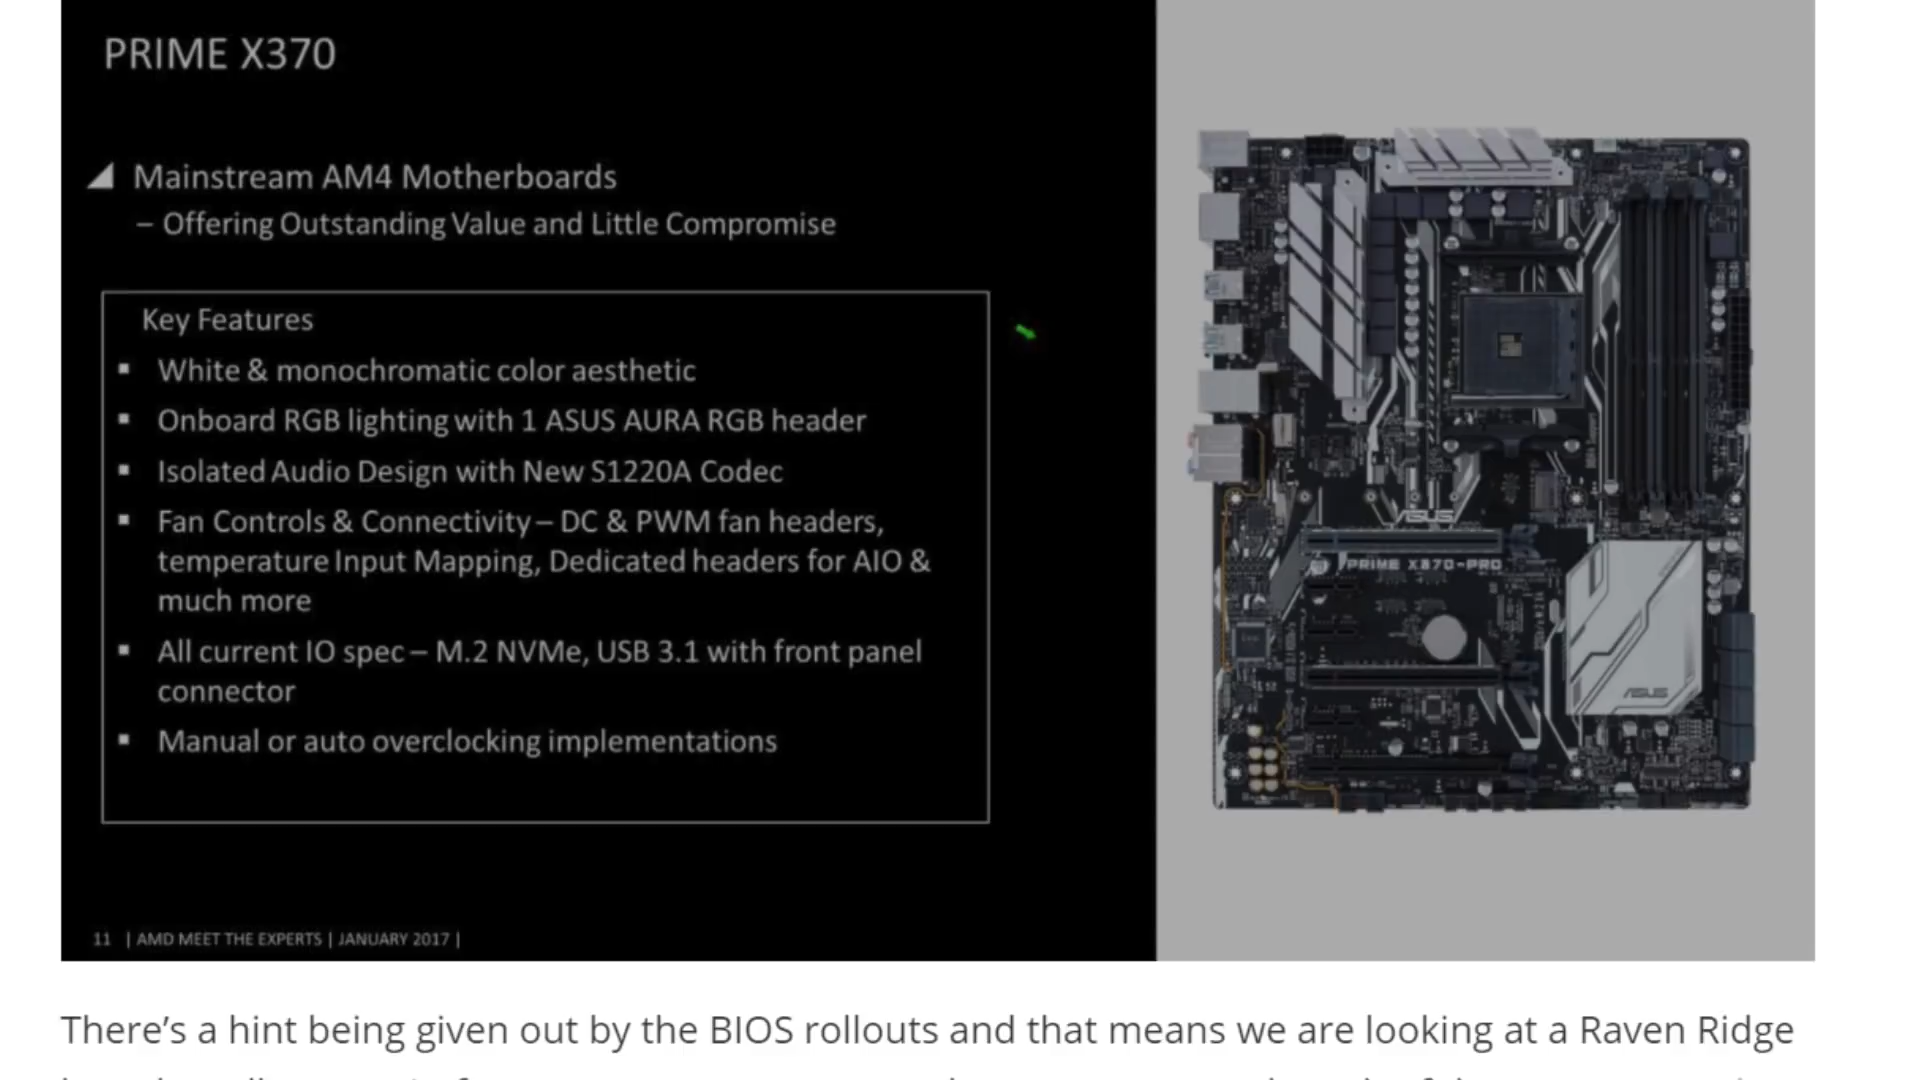 PRIME X370
Mainstream AM4 Motherboards
– Offering Outstanding Value and Little Compromise
Key Features
▪ White & monochromatic color aesthetic
▪ Onboard RGB lighting with 1 ASUS AURA RGB header
▪ Isolated Audio Design with New S1220A Codec
▪ Fan Controls & Connectivity – DC & PWM fan headers,
temperature Input Mapping, Dedicated headers for AIO &
much more
▪ All current IO spec – M.2 NVMe, USB 3.1 with front panel
connector
▪ Manual or auto overclocking implementations
11 | AMD MEET THE EXPERTS | JANUARY 2017 |
ASUS
PRIME X370-PRO
ASUS
There’s a hint being given out by the BIOS rollouts and that means we are looking at a Raven Ridge